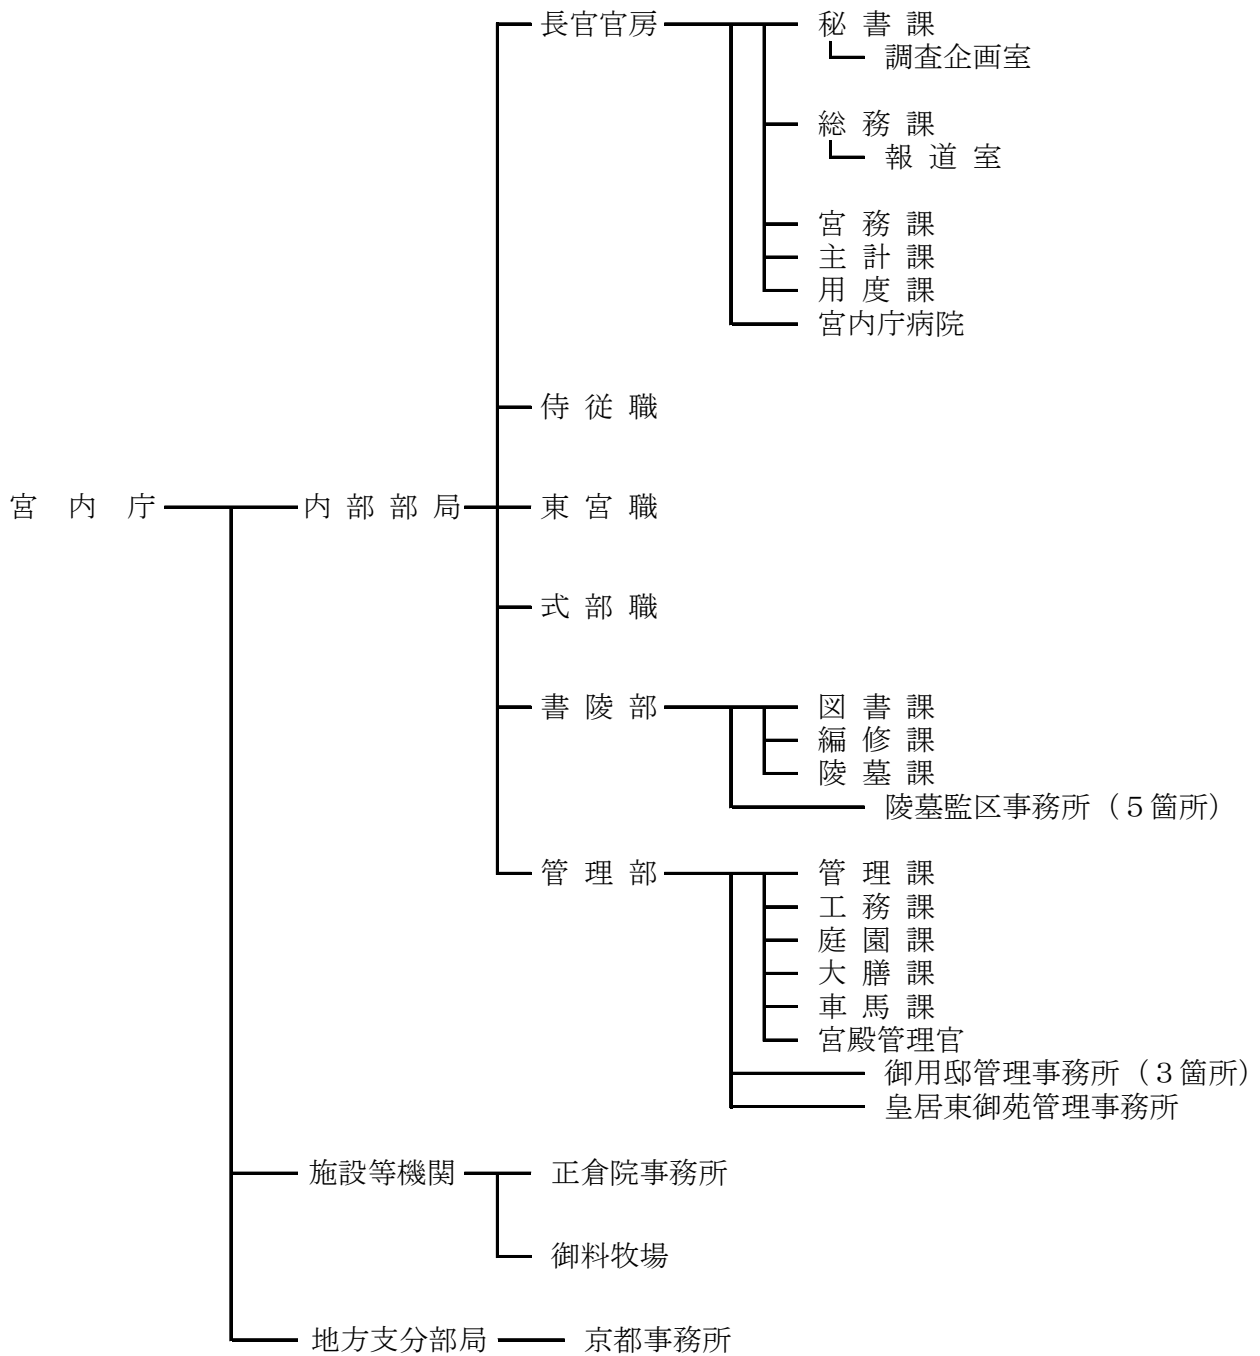 長官官房
秘書課
調査企画室
総務課
報道室
宮務課
主計課
用度課
宮内庁病院
侍従職
宮内庁
内部部局
東宮職
式部職
書陵部
図書課
編修課
陵墓課
陵墓監区事務所（５箇所）
管理部
管理課
工務課
庭園課
大膳課
車馬課
宮殿管理官
御用邸管理事務所（３箇所）
皇居東御苑管理事務所
施設等機関
正倉院事務所
御料牧場
地方支分部局
京都事務所